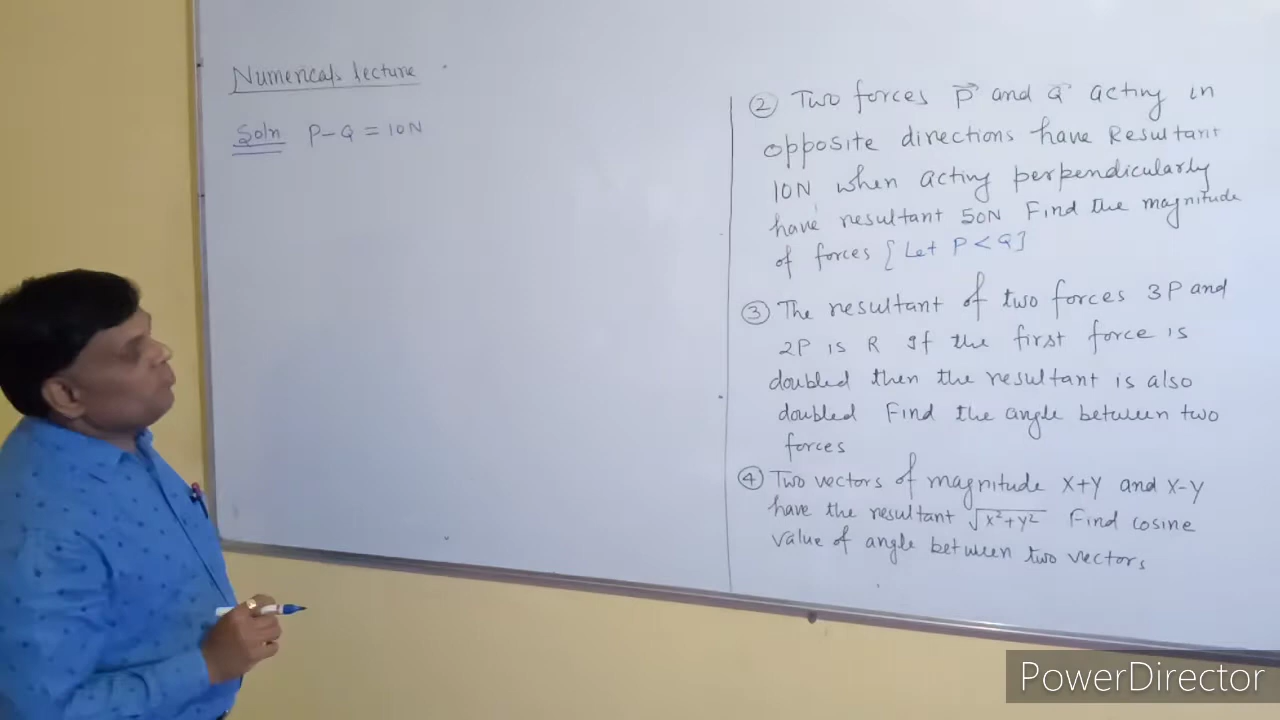 Numericals lecture
Soln P-Q = 10N
② Two forces P⃗ and Q⃗ acting in
opposite directions have Resultant
10N, when acting perpendicularly
have resultant 50N Find the magnitude
of forces [Let P < Q]
③ The resultant of two forces 3P and
2P is R If the first force is
doubled then the resultant is also
doubled Find the angle between two
forces
④ Two vectors of magnitude X+Y and X-Y
have the resultant √(X²+Y²) Find cosine
value of angle between two vectors
PowerDirector